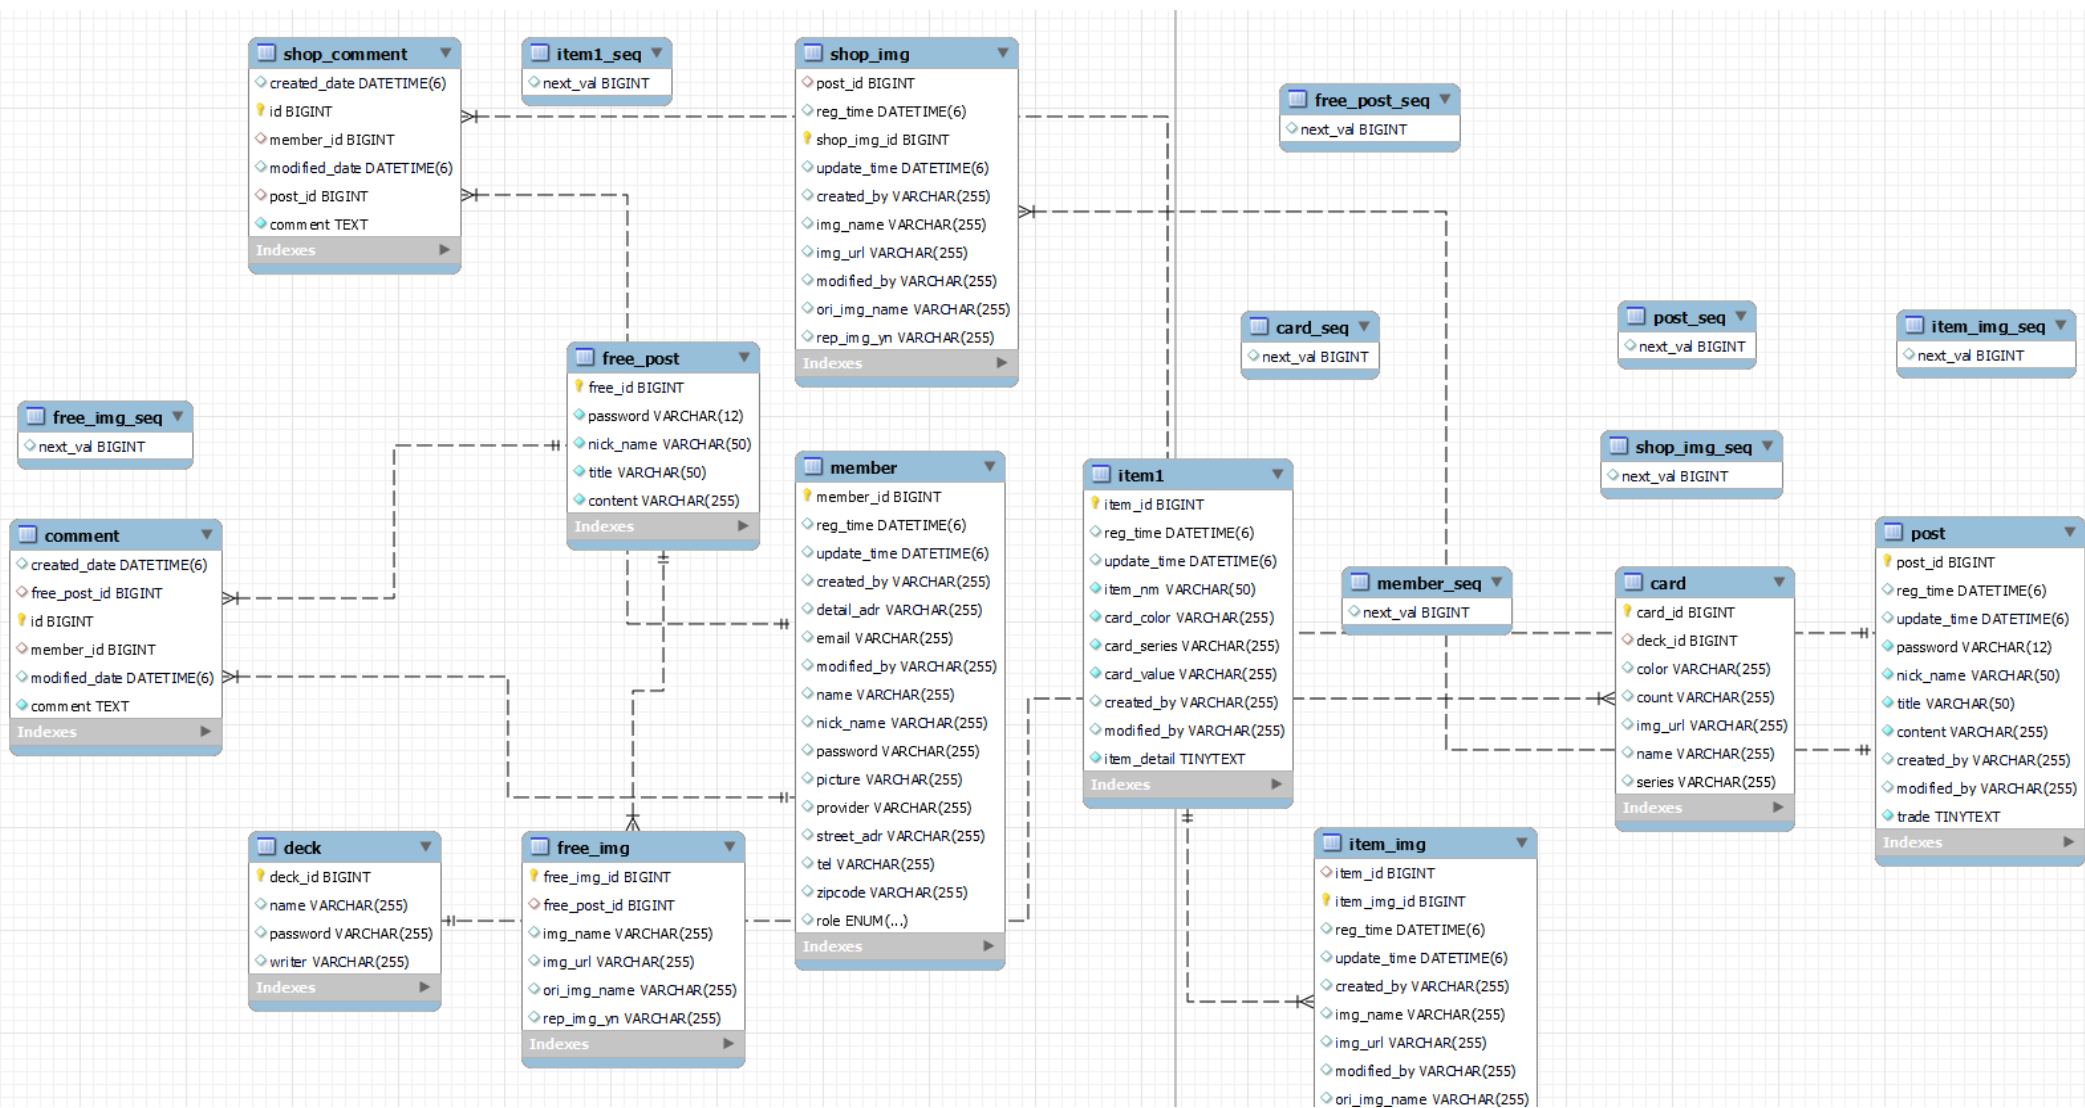 shop_comment
created_date DATETIME(6)
id BIGINT
member_id BIGINT
modified_date DATETIME(6)
post_id BIGINT
comment TEXT
Indexes
item1_seq
next_val BIGINT
shop_img
post_id BIGINT
reg_time DATETIME(6)
shop_img_id BIGINT
update_time DATETIME(6)
created_by VARCHAR(255)
img_name VARCHAR(255)
img_url VARCHAR(255)
modified_by VARCHAR(255)
ori_img_name VARCHAR(255)
rep_img_yn VARCHAR(255)
Indexes
free_post_seq
next_val BIGINT
card_seq
next_val BIGINT
post_seq
next_val BIGINT
item_img_seq
next_val BIGINT
free_img_seq
next_val BIGINT
free_post
free_id BIGINT
password VARCHAR(12)
nick_name VARCHAR(50)
title VARCHAR(50)
content VARCHAR(255)
Indexes
shop_img_seq
next_val BIGINT
comment
created_date DATETIME(6)
free_post_id BIGINT
id BIGINT
member_id BIGINT
modified_date DATETIME(6)
comment TEXT
Indexes
member
member_id BIGINT
reg_time DATETIME(6)
update_time DATETIME(6)
created_by VARCHAR(255)
detail_adr VARCHAR(255)
email VARCHAR(255)
modified_by VARCHAR(255)
name VARCHAR(255)
nick_name VARCHAR(255)
password VARCHAR(255)
picture VARCHAR(255)
provider VARCHAR(255)
street_adr VARCHAR(255)
tel VARCHAR(255)
zipcode VARCHAR(255)
role ENUM(...)
Indexes
item1
item_id BIGINT
reg_time DATETIME(6)
update_time DATETIME(6)
item_nm VARCHAR(50)
card_color VARCHAR(255)
card_series VARCHAR(255)
card_value VARCHAR(255)
created_by VARCHAR(255)
modified_by VARCHAR(255)
item_detail TINYTEXT
Indexes
member_seq
next_val BIGINT
card
card_id BIGINT
deck_id BIGINT
color VARCHAR(255)
count VARCHAR(255)
img_url VARCHAR(255)
name VARCHAR(255)
series VARCHAR(255)
Indexes
post
post_id BIGINT
reg_time DATETIME(6)
update_time DATETIME(6)
password VARCHAR(12)
nick_name VARCHAR(50)
title VARCHAR(50)
content VARCHAR(255)
created_by VARCHAR(255)
modified_by VARCHAR(255)
trade TINYTEXT
Indexes
deck
deck_id BIGINT
name VARCHAR(255)
password VARCHAR(255)
writer VARCHAR(255)
Indexes
free_img
free_img_id BIGINT
free_post_id BIGINT
img_name VARCHAR(255)
img_url VARCHAR(255)
ori_img_name VARCHAR(255)
rep_img_yn VARCHAR(255)
Indexes
item_img
item_id BIGINT
item_img_id BIGINT
reg_time DATETIME(6)
update_time DATETIME(6)
created_by VARCHAR(255)
img_name VARCHAR(255)
img_url VARCHAR(255)
modified_by VARCHAR(255)
ori_img_name VARCHAR(255)